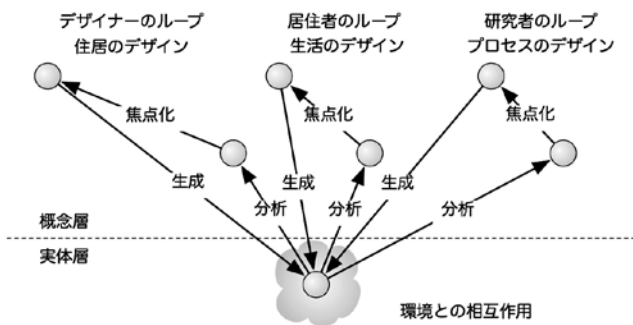 デザイナーのループ
住居のデザイン
居住者のループ
生活のデザイン
研究者のループ
プロセスのデザイン
焦点化
焦点化
焦点化
生成
生成
生成
分析
分析
分析
概念層
実体層
環境との相互作用